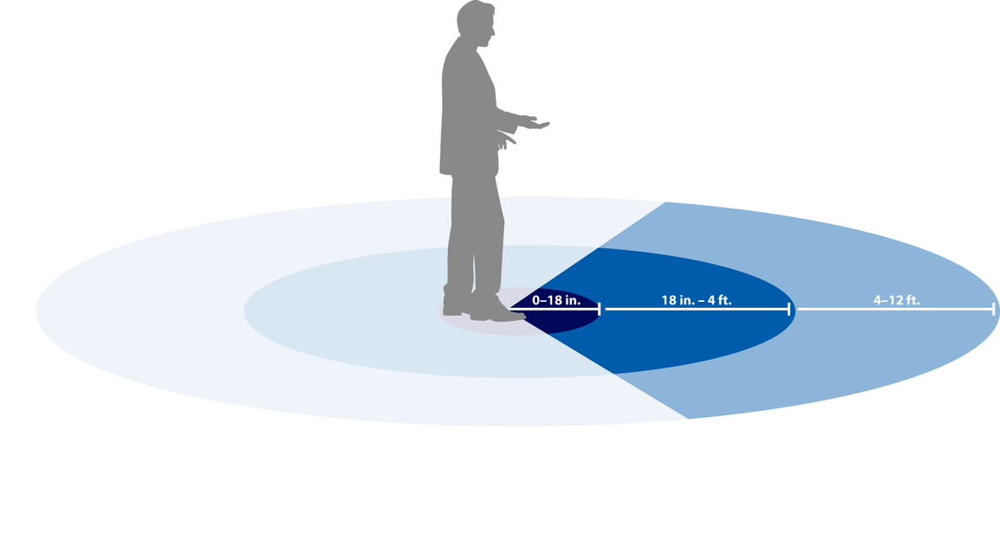 0–18 in.
18 in. – 4 ft.
4–12 ft.